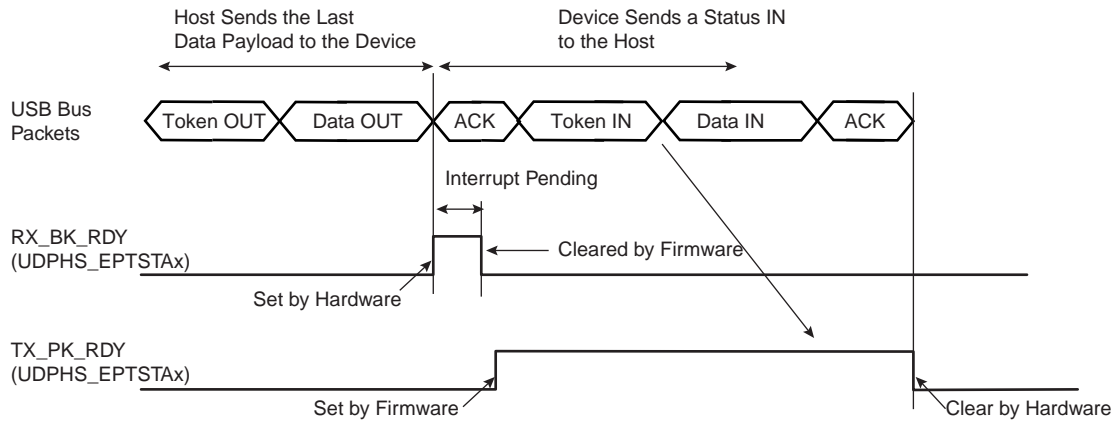 Host Sends the Last
Data Payload to the Device
Device Sends a Status IN
to the Host
USB Bus
Packets
Token OUT
Data OUT
ACK
Token IN
Data IN
ACK
Interrupt Pending
RX_BK_RDY
(UDPHS_EPTSTAx)
Cleared by Firmware
Set by Hardware
TX_PK_RDY
(UDPHS_EPTSTAx)
Set by Firmware
Clear by Hardware